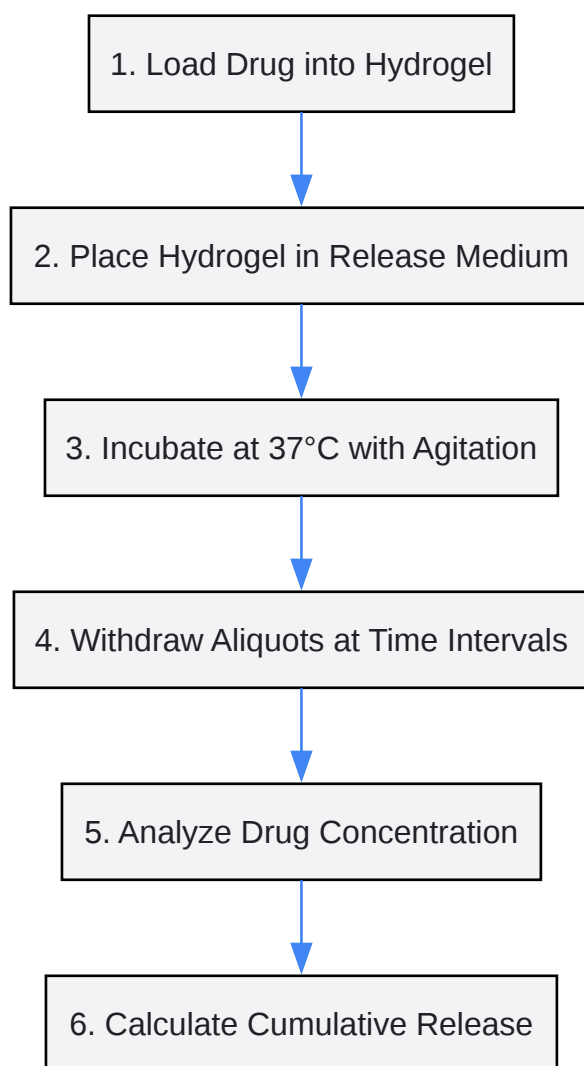 1. Load Drug into Hydrogel
2. Place Hydrogel in Release Medium
3. Incubate at 37°C with Agitation
4. Withdraw Aliquots at Time Intervals
5. Analyze Drug Concentration
6. Calculate Cumulative Release